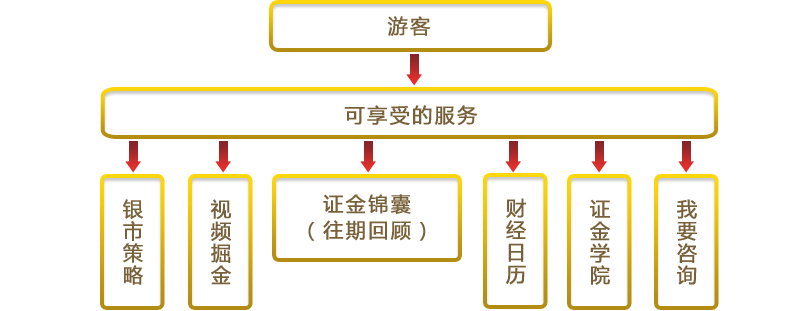 游客
可享受的服务
银市策略
视频掘金
证金锦囊
（往期回顾）
财经日历
证金学院
我要咨询